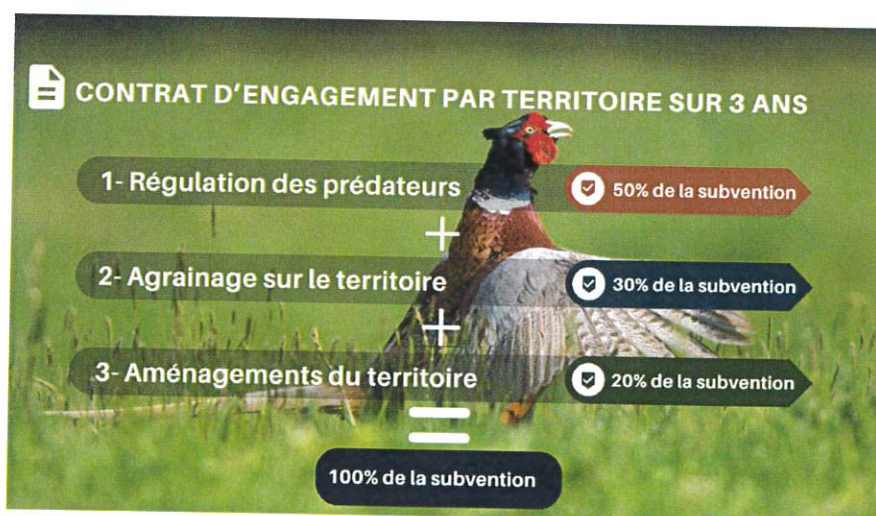 CONTRAT D'ENGAGEMENT PAR TERRITOIRE SUR 3 ANS
1- Régulation des prédateurs
50% de la subvention
+
2- Agrainage sur le territoire
30% de la subvention
+
3- Aménagements du territoire
20% de la subvention
=
100% de la subvention